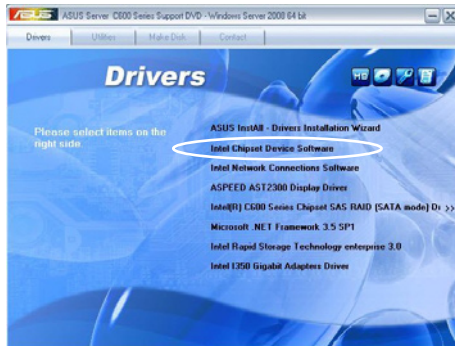 ASUS ASUS Server C600 Series Support DVD - Windows Server 2008 64 bit
Drivers Utilities Make Disk Contact
Drivers
HD
Please select items on the
right side.
ASUS InstAll - Drivers Installation Wizard
Intel Chipset Device Software
Intel Network Connections Software
ASPEED AST2300 Display Driver
Intel(R) C600 Series Chipset SAS RAID (SATA mode) Dr >>
Microsoft .NET Framework 3.5 SP1
Intel Rapid Storage Technology enterprise 3.0
Intel I350 Gigabit Adapters Driver